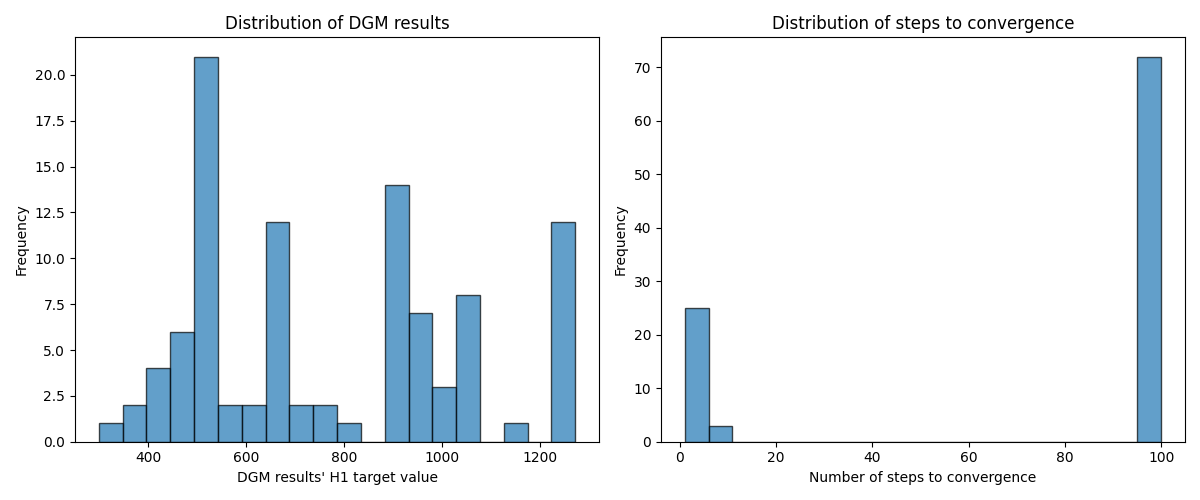 Distribution of DGM results
Frequency
20.0
17.5
15.0
12.5
10.0
7.5
5.0
2.5
0.0
400 600 800 1000 1200
DGM results' H1 target value
Distribution of steps to convergence
Frequency
70
60
50
40
30
20
10
0
0 20 40 60 80 100
Number of steps to convergence